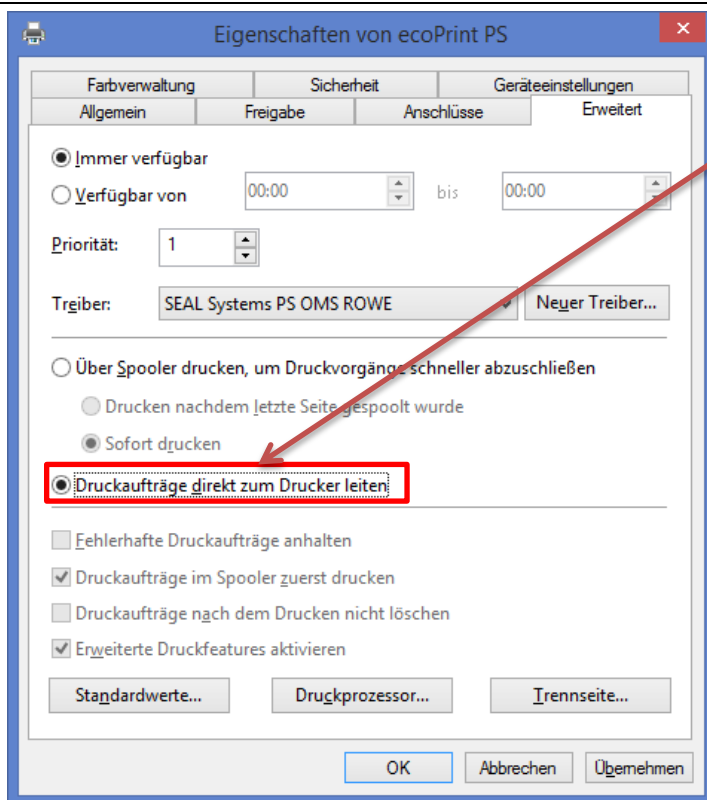 Eigenschaften von ecoPrint PS
Farbverwaltung Sicherheit Geräteeinstellungen
Allgemein Freigabe Anschlüsse Erweitert
Immer verfügbar
Verfügbar von 00:00 bis 00:00
Priorität: 1
Treiber: SEAL Systems PS OMS ROWE Neuer Treiber...
Über Spooler drucken, um Druckvorgänge schneller abzuschließen
Drucken nachdem letzte Seite gespoolt wurde
Sofort drucken
Druckaufträge direkt zum Drucker leiten
Fehlerhafte Druckaufträge anhalten
Druckaufträge im Spooler zuerst drucken
Druckaufträge nach dem Drucken nicht löschen
Erweiterte Druckfeatures aktivieren
Standardwerte... Druckprozessor... Trennseite...
OK Abbrechen Übernehmen